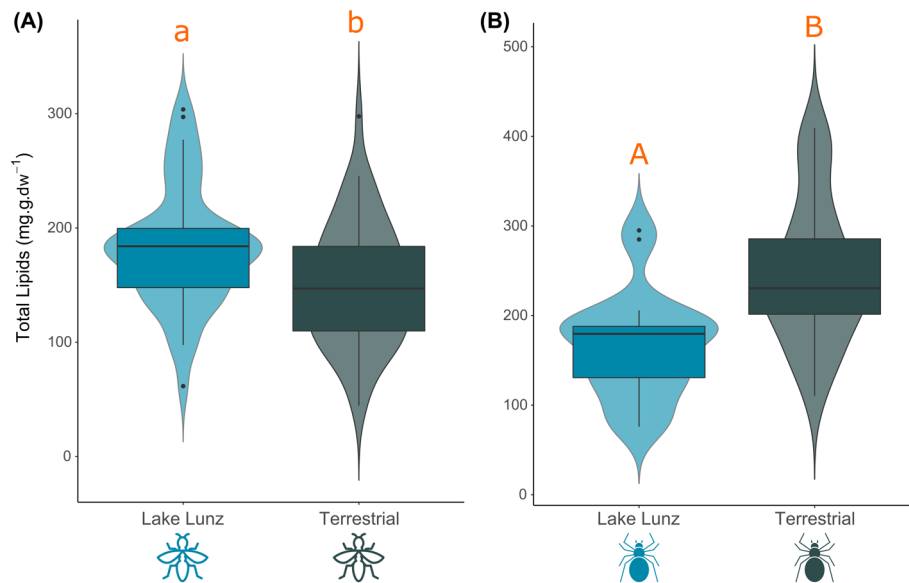 (A)
a
b
Total Lipids (mg.g.dw⁻¹)
300
200
100
0
Lake Lunz
Terrestrial
(B)
A
B
500
400
300
200
100
0
Lake Lunz
Terrestrial